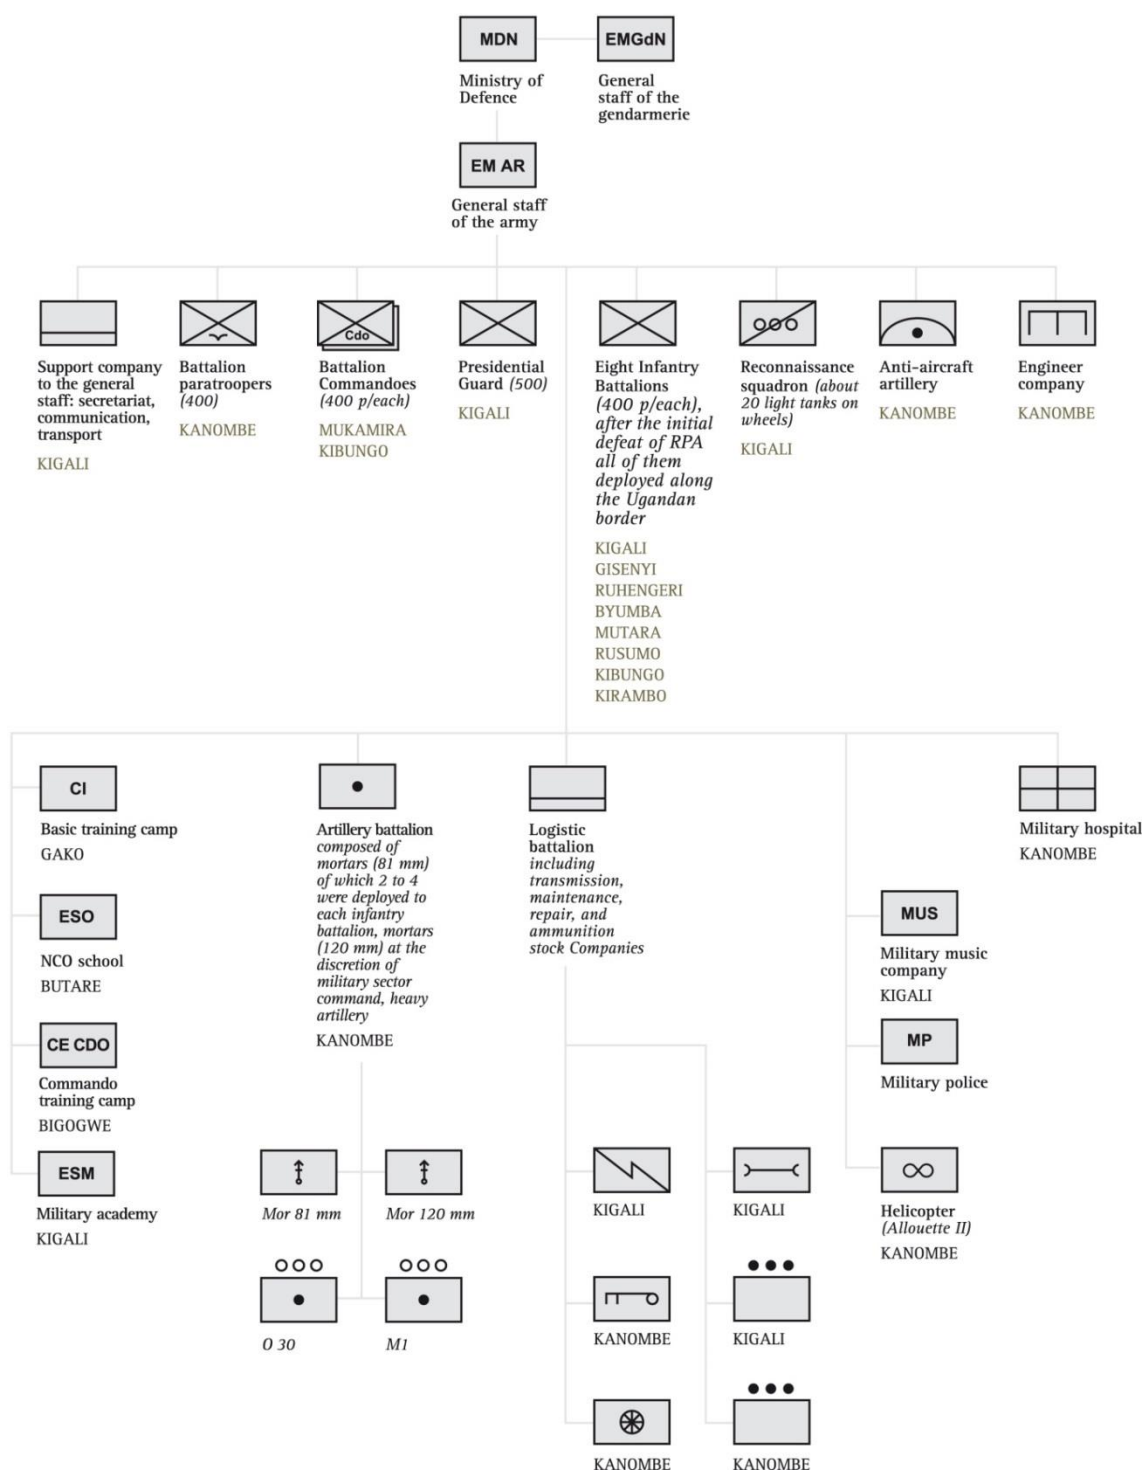 MDN
EMGdN
Ministry of
Defence
General
staff of the
gendarmerie
EM AR
General staff
of the army
Support company
to the general
staff: secretariat,
communication,
transport
KIGALI
Battalion
paratroopers
(400)
KANOMBE
Cdo
Battalion
Commandoes
(400 p/each)
MUKAMIRA
KIBUNGO
Presidential
Guard (500)
KIGALI
Eight Infantry
Battalions
(400 p/each),
after the initial
defeat of RPA
all of them
deployed along
the Ugandan
border
KIGALI
GISENYI
RUHENGERI
BYUMBA
MUTARA
RUSUMO
KIBUNGO
KIRAMBO
Reconnaissance
squadron (about
20 light tanks on
wheels)
KIGALI
Anti-aircraft
artillery
KANOMBE
Engineer
company
KANOMBE
CI
Basic training camp
GAKO
ESO
NCO school
BUTARE
CE CDO
Commando
training camp
BIGOGWE
ESM
Military academy
KIGALI
Artillery battalion
composed of
mortars (81 mm)
of which 2 to 4
were deployed to
each infantry
battalion, mortars
(120 mm) at the
discretion of
military sector
command, heavy
artillery
KANOMBE
Mor 81 mm
Mor 120 mm
O 30
M1
Logistic
battalion
including
transmission,
maintenance,
repair, and
ammunition
stock Companies
KIGALI
KIGALI
KANOMBE
KIGALI
KANOMBE
KANOMBE
Military hospital
KANOMBE
MUS
Military music
company
KIGALI
MP
Military police
Helicopter
(Allouette II)
KANOMBE